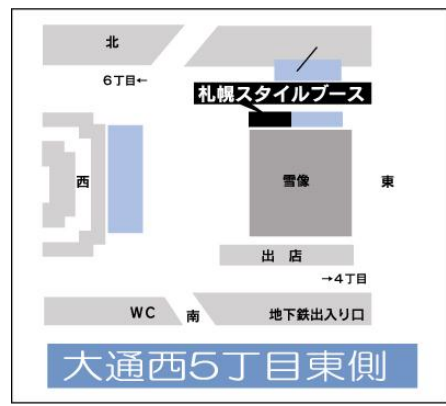 北
6丁目←
札幌スタイルブース
西
雪像
東
出 店
→4丁目
WC
南
地下鉄出入り口
大通西5丁目東側